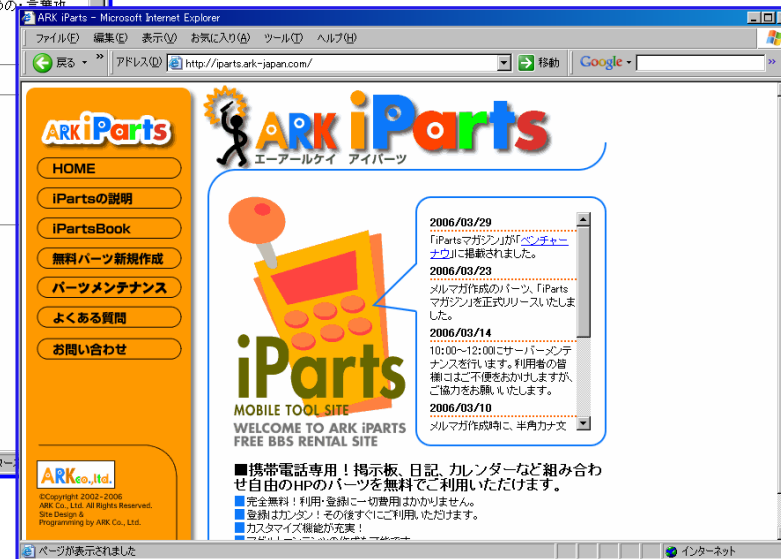 ARK iParts - Microsoft Internet Explorer
ファイル(F) 編集(E) 表示(V) お気に入り(A) ツール(T) ヘルプ(H)
戻る » アドレス(D) http://iparts.ark-japan.com/ 移動 Google »
ARK iParts
HOME
iPartsの説明
iPartsBook
無料パーツ新規作成
パーツメンテナンス
よくある質問
お問い合わせ
ARKco.,ltd.
©Copyright 2002-2006
ARK Co., Ltd. All Rights Reserved.
Site Design &
Programming by ARK Co., Ltd.
ARK iParts
エーアールケイ アイパーツ
iParts
MOBILE TOOL SITE
WELCOME TO ARK iPARTS
FREE BBS RENTAL SITE
2006/03/29
「iPartsマガジン」が「ベンチャー
ナウ」に掲載されました。
2006/03/23
メルマガ作成のパーツ、「iParts
マガジン」を正式リリースいたしま
した。
2006/03/14
10:00~12:00にサーバーメンテ
ナンスを行います。利用者の皆
様にはご不便をおかけしますが、
ご協力をお願いいたします。
2006/03/10
メルマガ作成時に、半角カナ文
■携帯電話専用！掲示板、日記、カレンダーなど組み合わ
せ自由のHPのパーツを無料でご利用いただけます。
■完全無料！利用・登録に一切費用はかかりません。
■登録はカンタン！その後すぐにご利用いただけます。
■カスタマイズ機能が充実！
ページが表示されました
インターネット